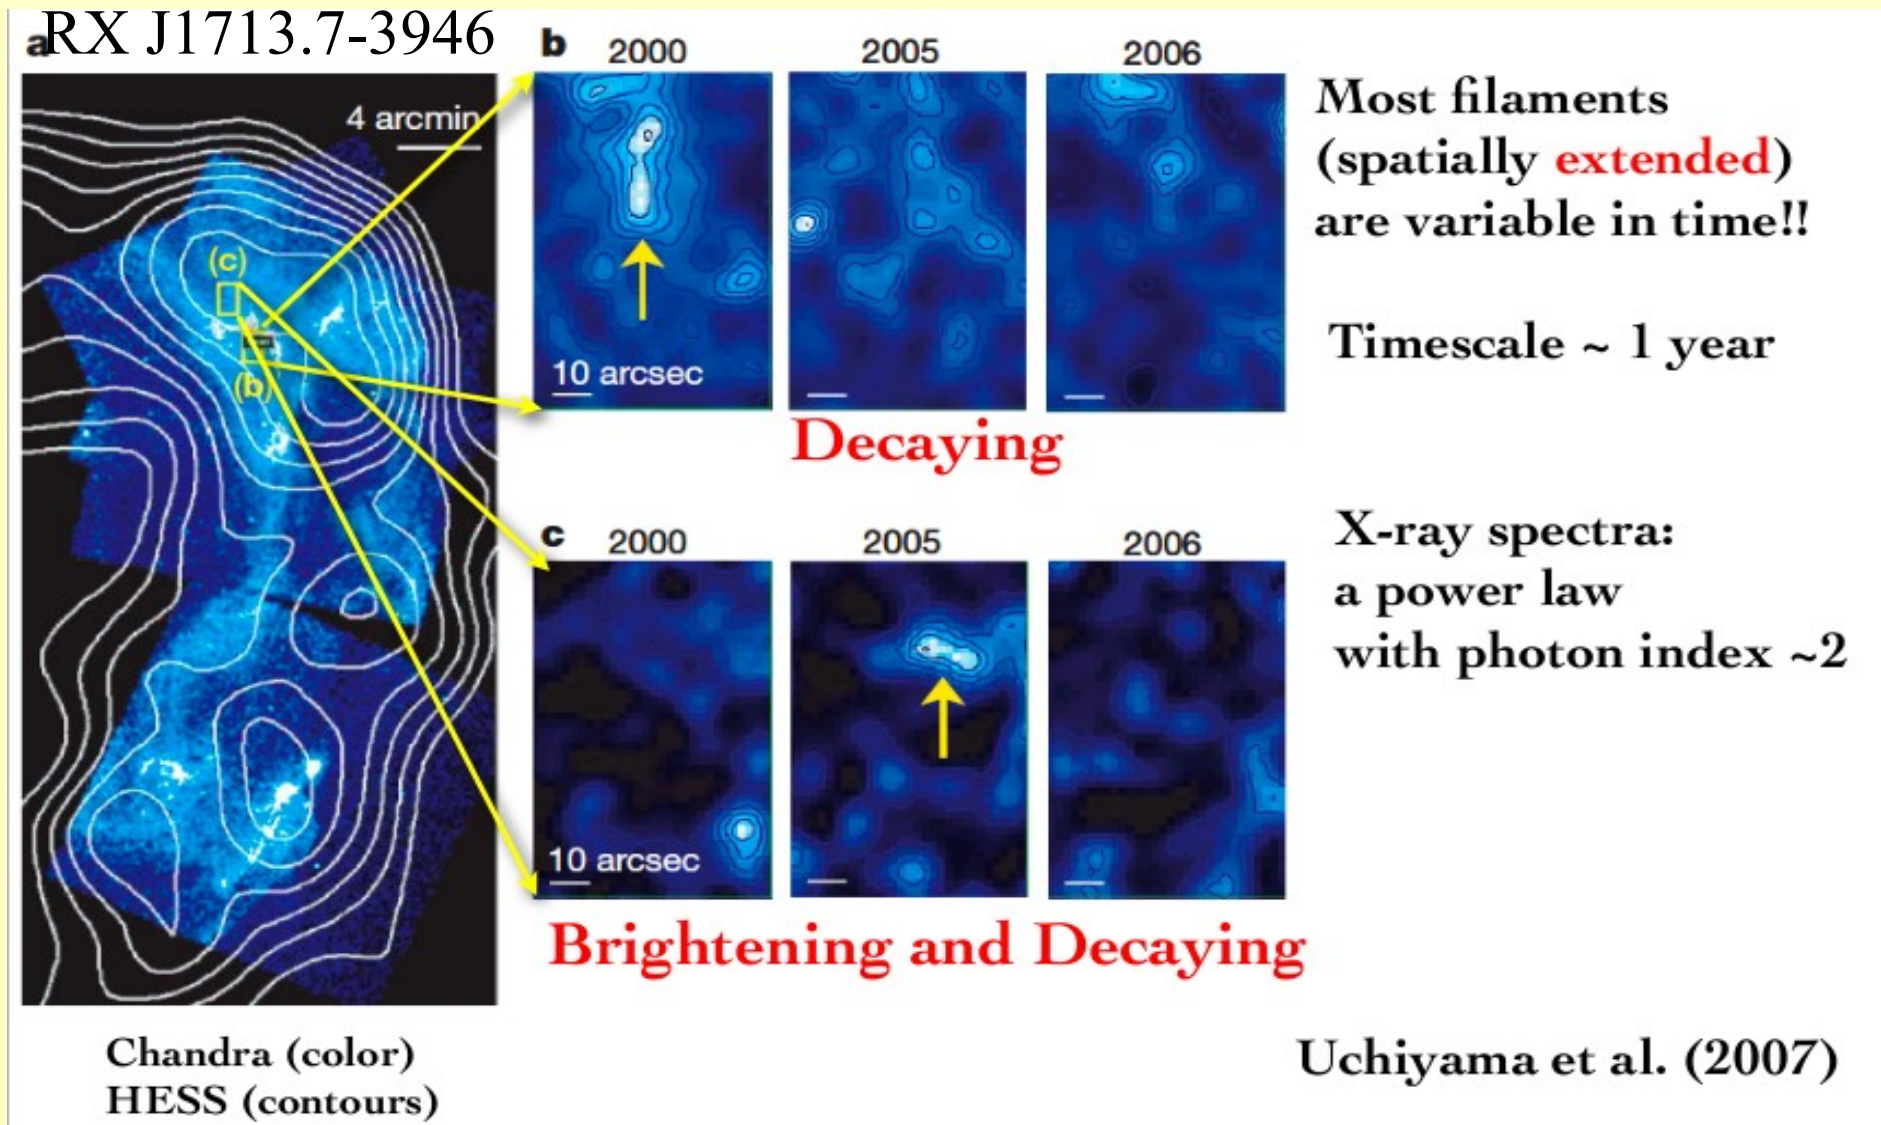 RX J1713.7-3946
a
4 arcmin
(c)
(b)
b
2000
2005
2006
10 arcsec
Decaying
c
2000
2005
2006
10 arcsec
Brightening and Decaying
Most filaments
(spatially extended)
are variable in time!!
Timescale ~ 1 year
X-ray spectra:
a power law
with photon index ~2
Chandra (color)
HESS (contours)
Uchiyama et al. (2007)